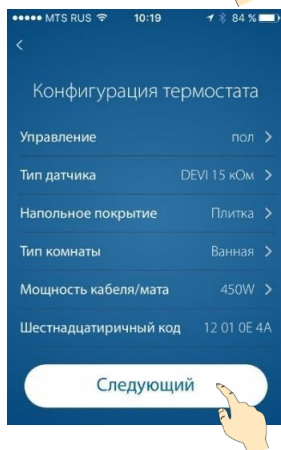 MTS RUS 10:19 84 %
Конфигурация термостата
Управление пол
Тип датчика DEVI 15 кОм
Напольное покрытие Плитка
Тип комнаты Ванная
Мощность кабеля/мата 450W
Шестнадцатиричный код 12 01 0E 4A
Следующий